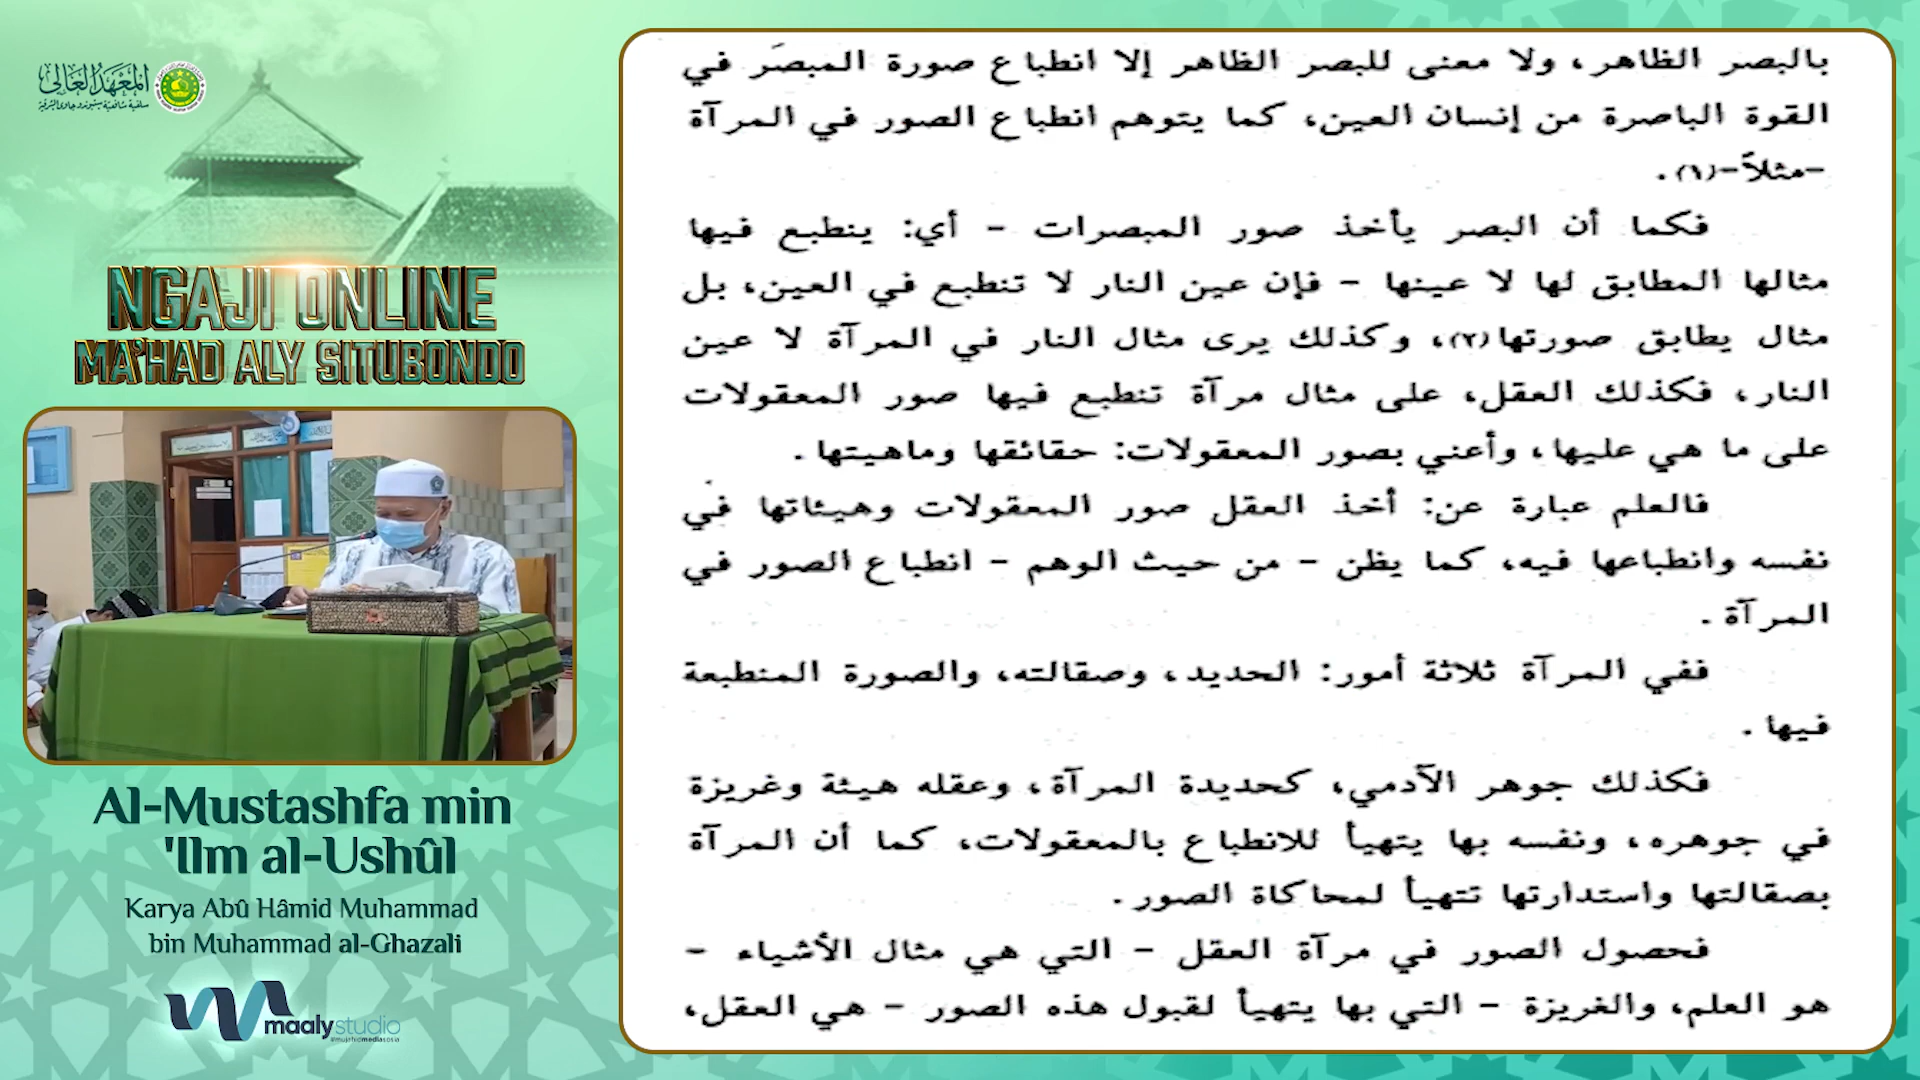 المعهد العالي
NGAJI ONLINE
MA'HAD ALY SITUBONDO
Al-Mustashfa min
'Ilm al-Ushûl
Karya Abû Hâmid Muhammad
bin Muhammad al-Ghazali
maalystudio
#mujahidmediasosia
بالبصر الظاهر، ولا معنى للبصر الظاهر إلا انطباع صورة المبصَر في
القوة الباصرة من إنسان العين، كما يتوهم انطباع الصور في المرآة
-مثلاً-(١).
فكما أن البصر يأخذ صور المبصرات - أي: ينطبع فيها
مثالها المطابق لها لا عينها - فإن عين النار لا تنطبع في العين، بل
مثال يطابق صورتها(٢)، وكذلك يرى مثال النار في المرآة لا عين
النار، فكذلك العقل، على مثال مرآة تنطبع فيها صور المعقولات
على ما هي عليها، وأعني بصور المعقولات: حقائقها وماهيتها.
فالعلم عبارة عن: أخذ العقل صور المعقولات وهيئاتها في
نفسه وانطباعها فيه، كما يظن - من حيث الوهم - انطباع الصور في
المرآة.
ففي المرآة ثلاثة أمور: الحديد، وصقالته، والصورة المنطبعة
فيها.
فكذلك جوهر الآدمي، كحديدة المرآة، وعقله هيئة وغريزة
في جوهره، ونفسه بها يتهيأ للانطباع بالمعقولات، كما أن المرآة
بصقالتها واستدارتها تتهيأ لمحاكاة الصور.
فحصول الصور في مرآة العقل - التي هي مثال الأشياء -
هو العلم، والغريزة - التي بها يتهيأ لقبول هذه الصور - هي العقل،